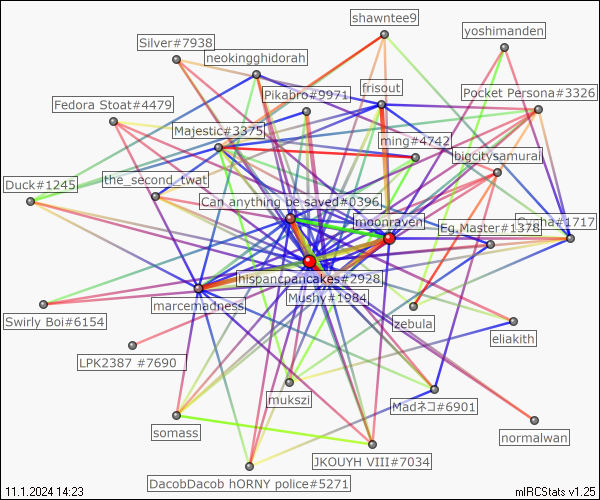 shawntee9
yoshimanden
Silver#7938
neokingghidorah
frisout
Pikabro#9971
Pocket Persona#3326
Fedora Stoat#4479
Majestic#3375
ming#4742
bigcitysamurai
Duck#1245
the_second_twat
Can anything be saved#0396
moonraven
Eg.Master#1378
#1717
hispancpancakes#2928
Mushy#1984
marcemadness
Swirly Boi#6154
zebula
eliakith
LPK2387 #7690
mukszi
Madネコ#6901
somass
normalwan
JKOUYH VIII#7034
DacobDacob hORNY police#5271
11.1.2024 14:23
mIRCStats v1.25